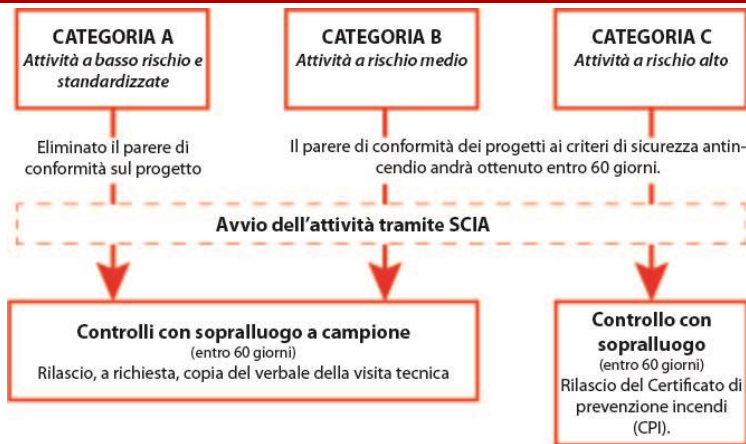 CATEGORIA A
Attività a basso rischio e
standardizzate
CATEGORIA B
Attività a rischio medio
CATEGORIA C
Attività a rischio alto
Eliminato il parere di
conformità sul progetto
Il parere di conformità dei progetti ai criteri di sicurezza antin-
cendio andrà ottenuto entro 60 giorni.
Avvio dell'attività tramite SCIA
Controlli con sopralluogo a campione
(entro 60 giorni)
Rilascio, a richiesta, copia del verbale della visita tecnica
Controllo con
sopralluogo
(entro 60 giorni)
Rilascio del Certificato di
prevenzione incendi
(CPI).